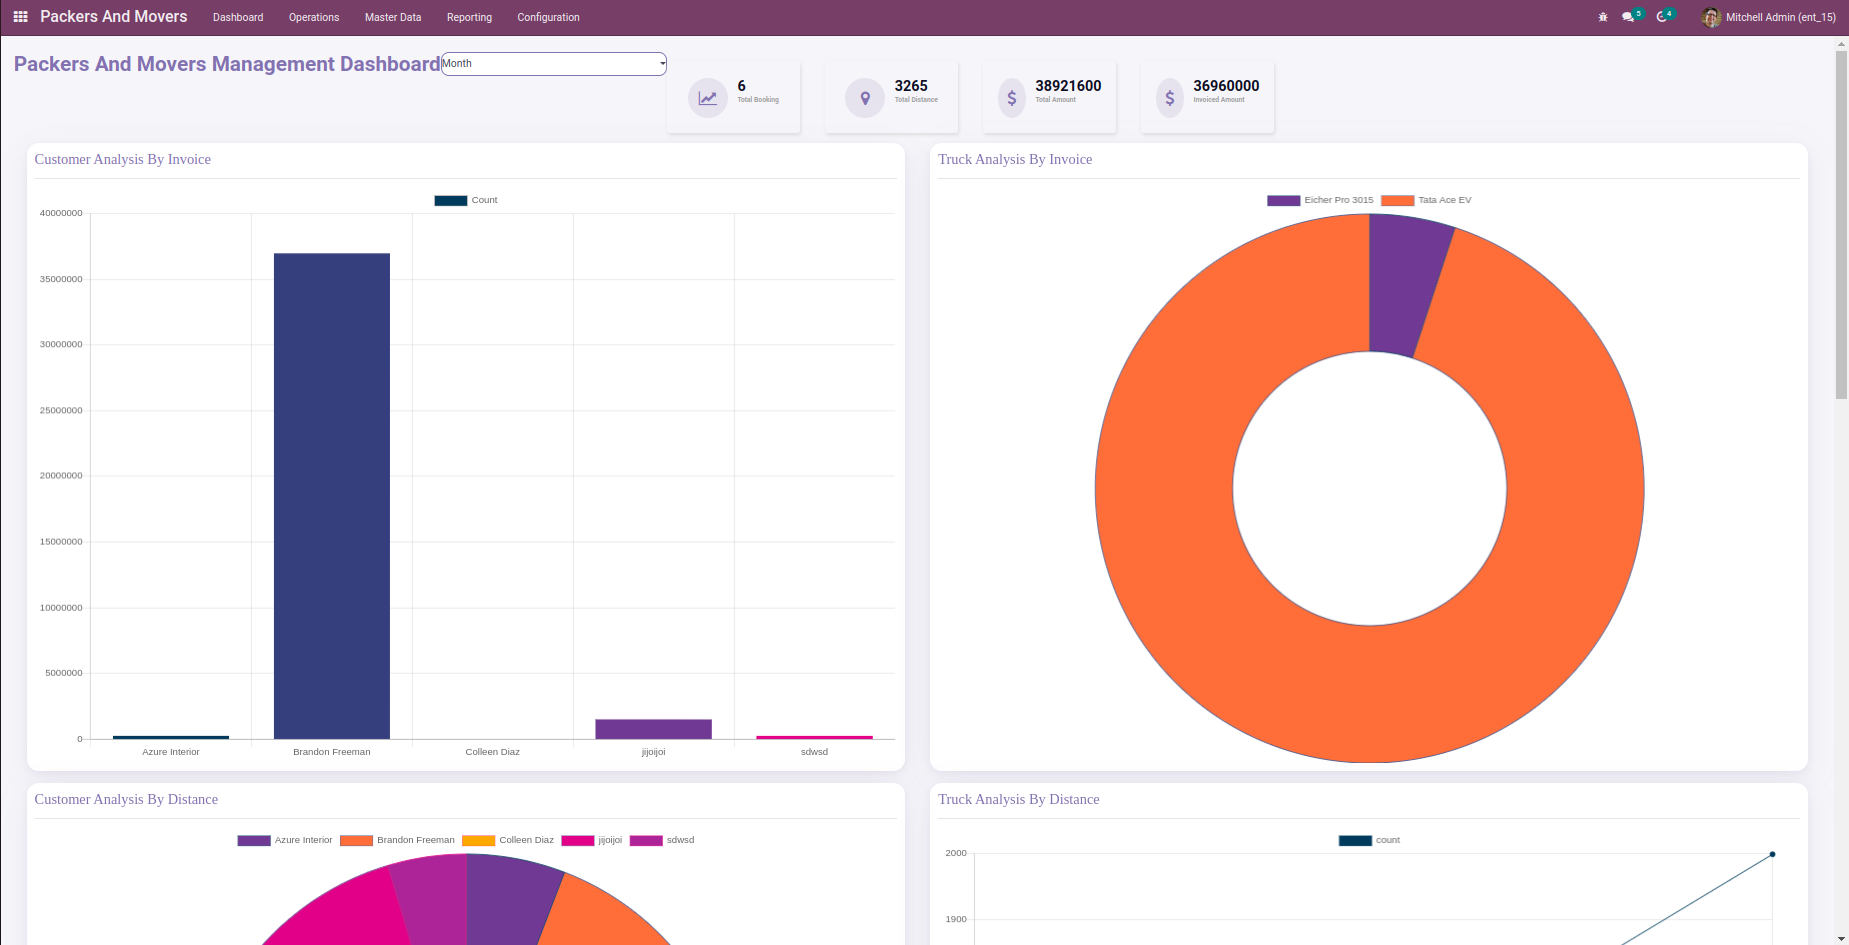 Packers And Movers Dashboard Operations Master Data Reporting Configuration 5 4 Mitchell Admin (ent_15)
Packers And Movers Management Dashboard Month
6
Total Booking
3265
Total Distance
38921600
Total Amount
36960000
Invoiced Amount
Customer Analysis By Invoice
Count
40000000
35000000
30000000
25000000
20000000
15000000
10000000
5000000
0
Azure Interior Brandon Freeman Colleen Diaz jijoijoi sdwsd
Truck Analysis By Invoice
Eicher Pro 3015 Tata Ace EV
Customer Analysis By Distance
Azure Interior Brandon Freeman Colleen Diaz jijoijoi sdwsd
Truck Analysis By Distance
count
2000
1900